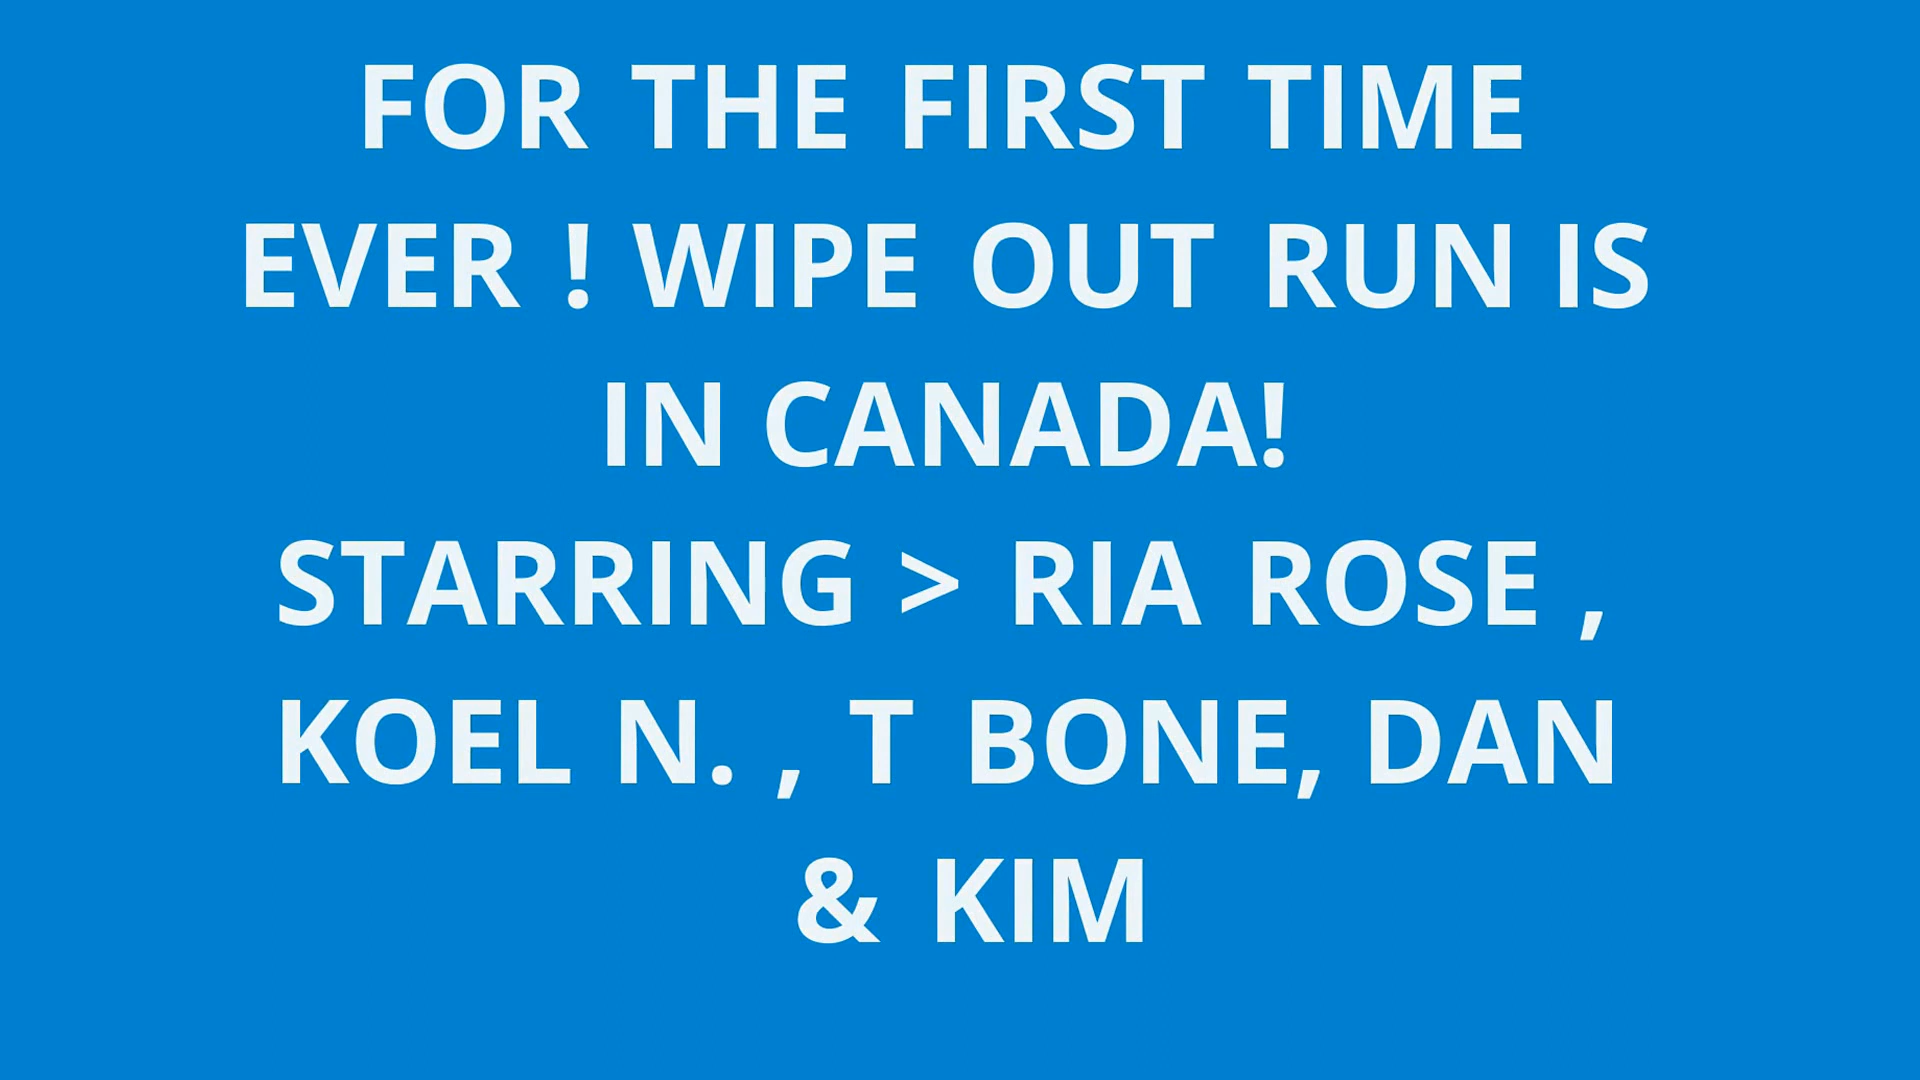 FOR THE FIRST TIME
EVER ! WIPE OUT RUN IS
IN CANADA!
STARRING > RIA ROSE ,
KOEL N. , T BONE, DAN
& KIM